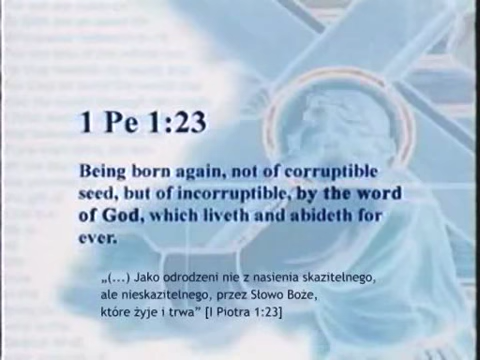 1 Pe 1:23
Being born again, not of corruptible
seed, but of incorruptible, by the word
of God, which liveth and abideth for
ever.
„(...) Jako odrodzeni nie z nasienia skazitelnego,
ale nieskazitelnego, przez Słowo Boże,
które żyje i trwa” [I Piotra 1:23]